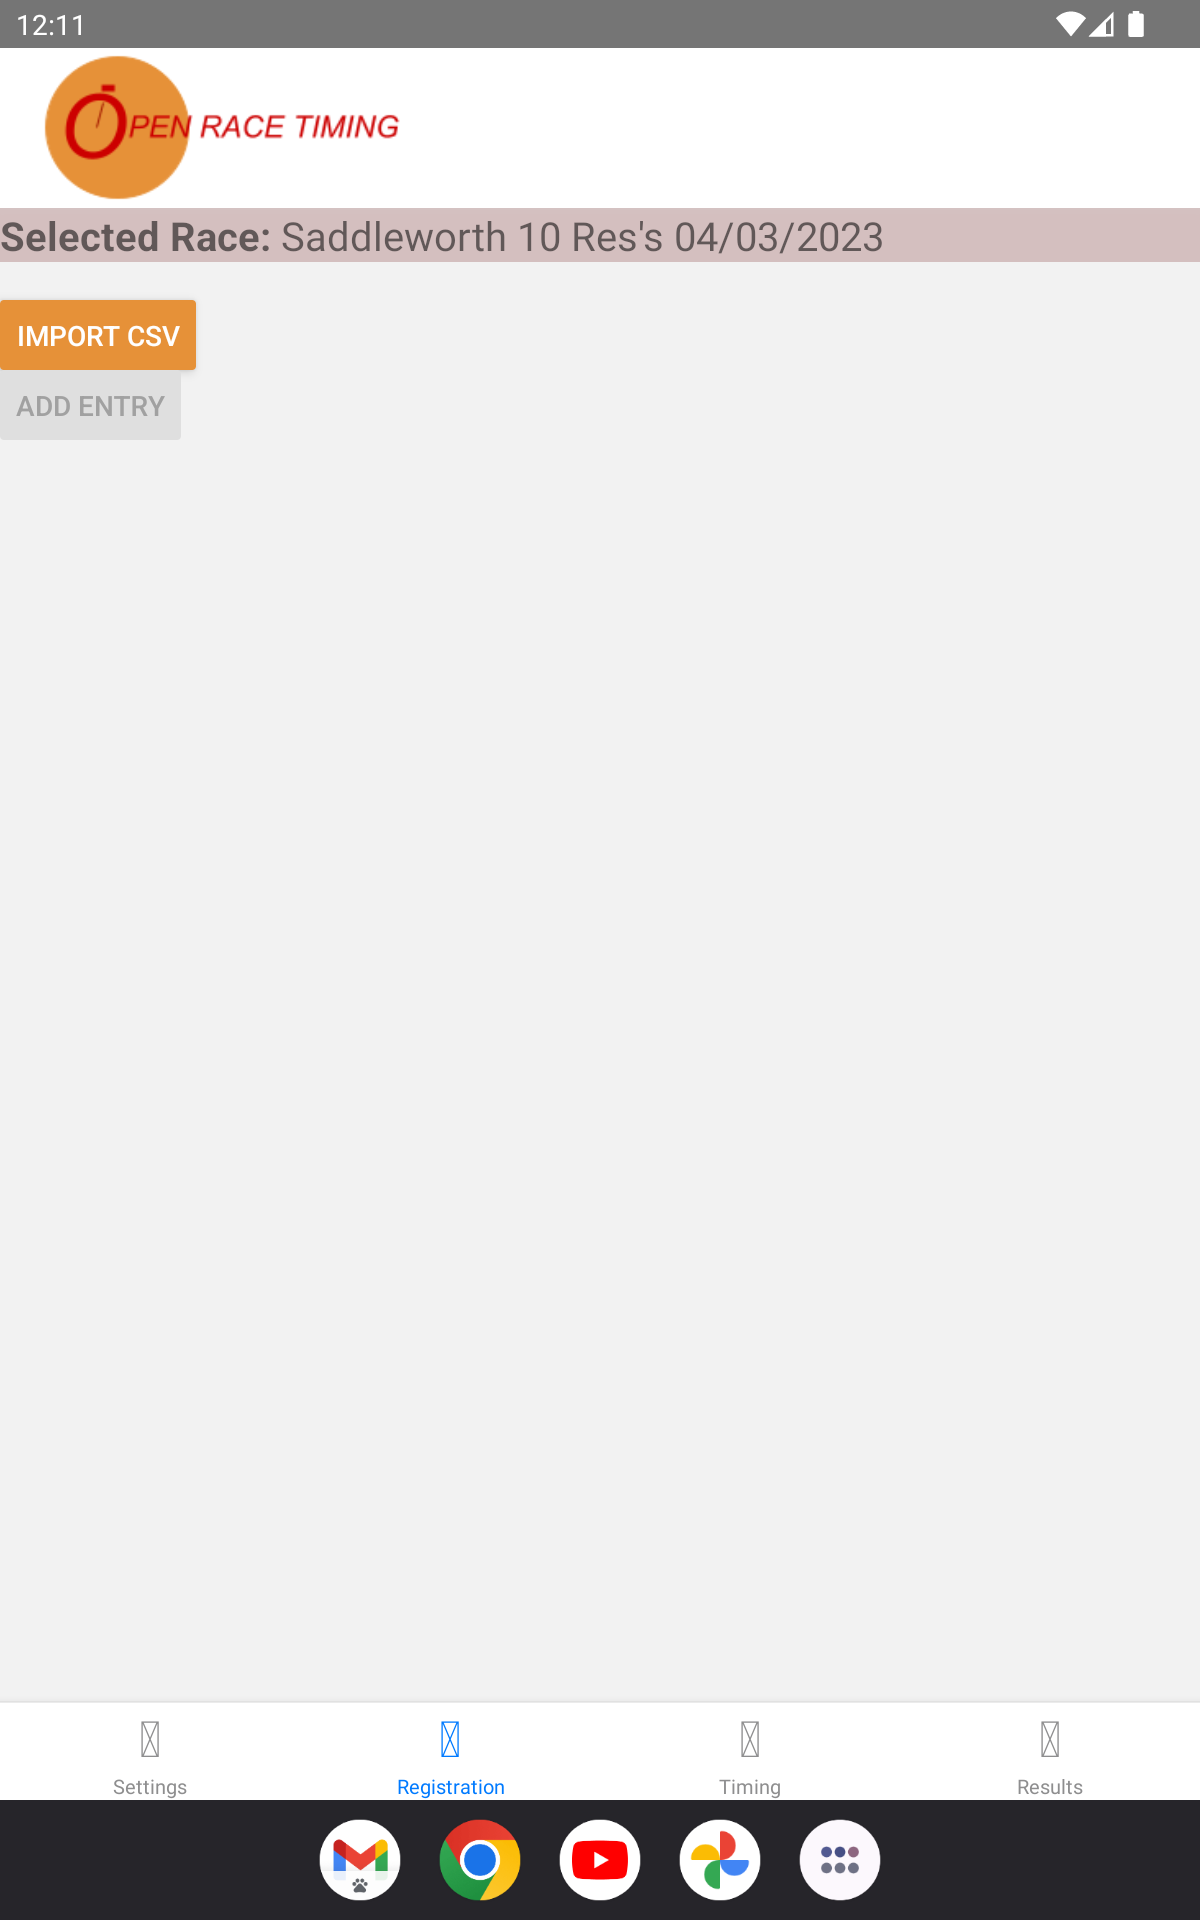 12:11
OPEN RACE TIMING
Selected Race: Saddleworth 10 Res's 04/03/2023
IMPORT CSV
ADD ENTRY
Settings
Registration
Timing
Results